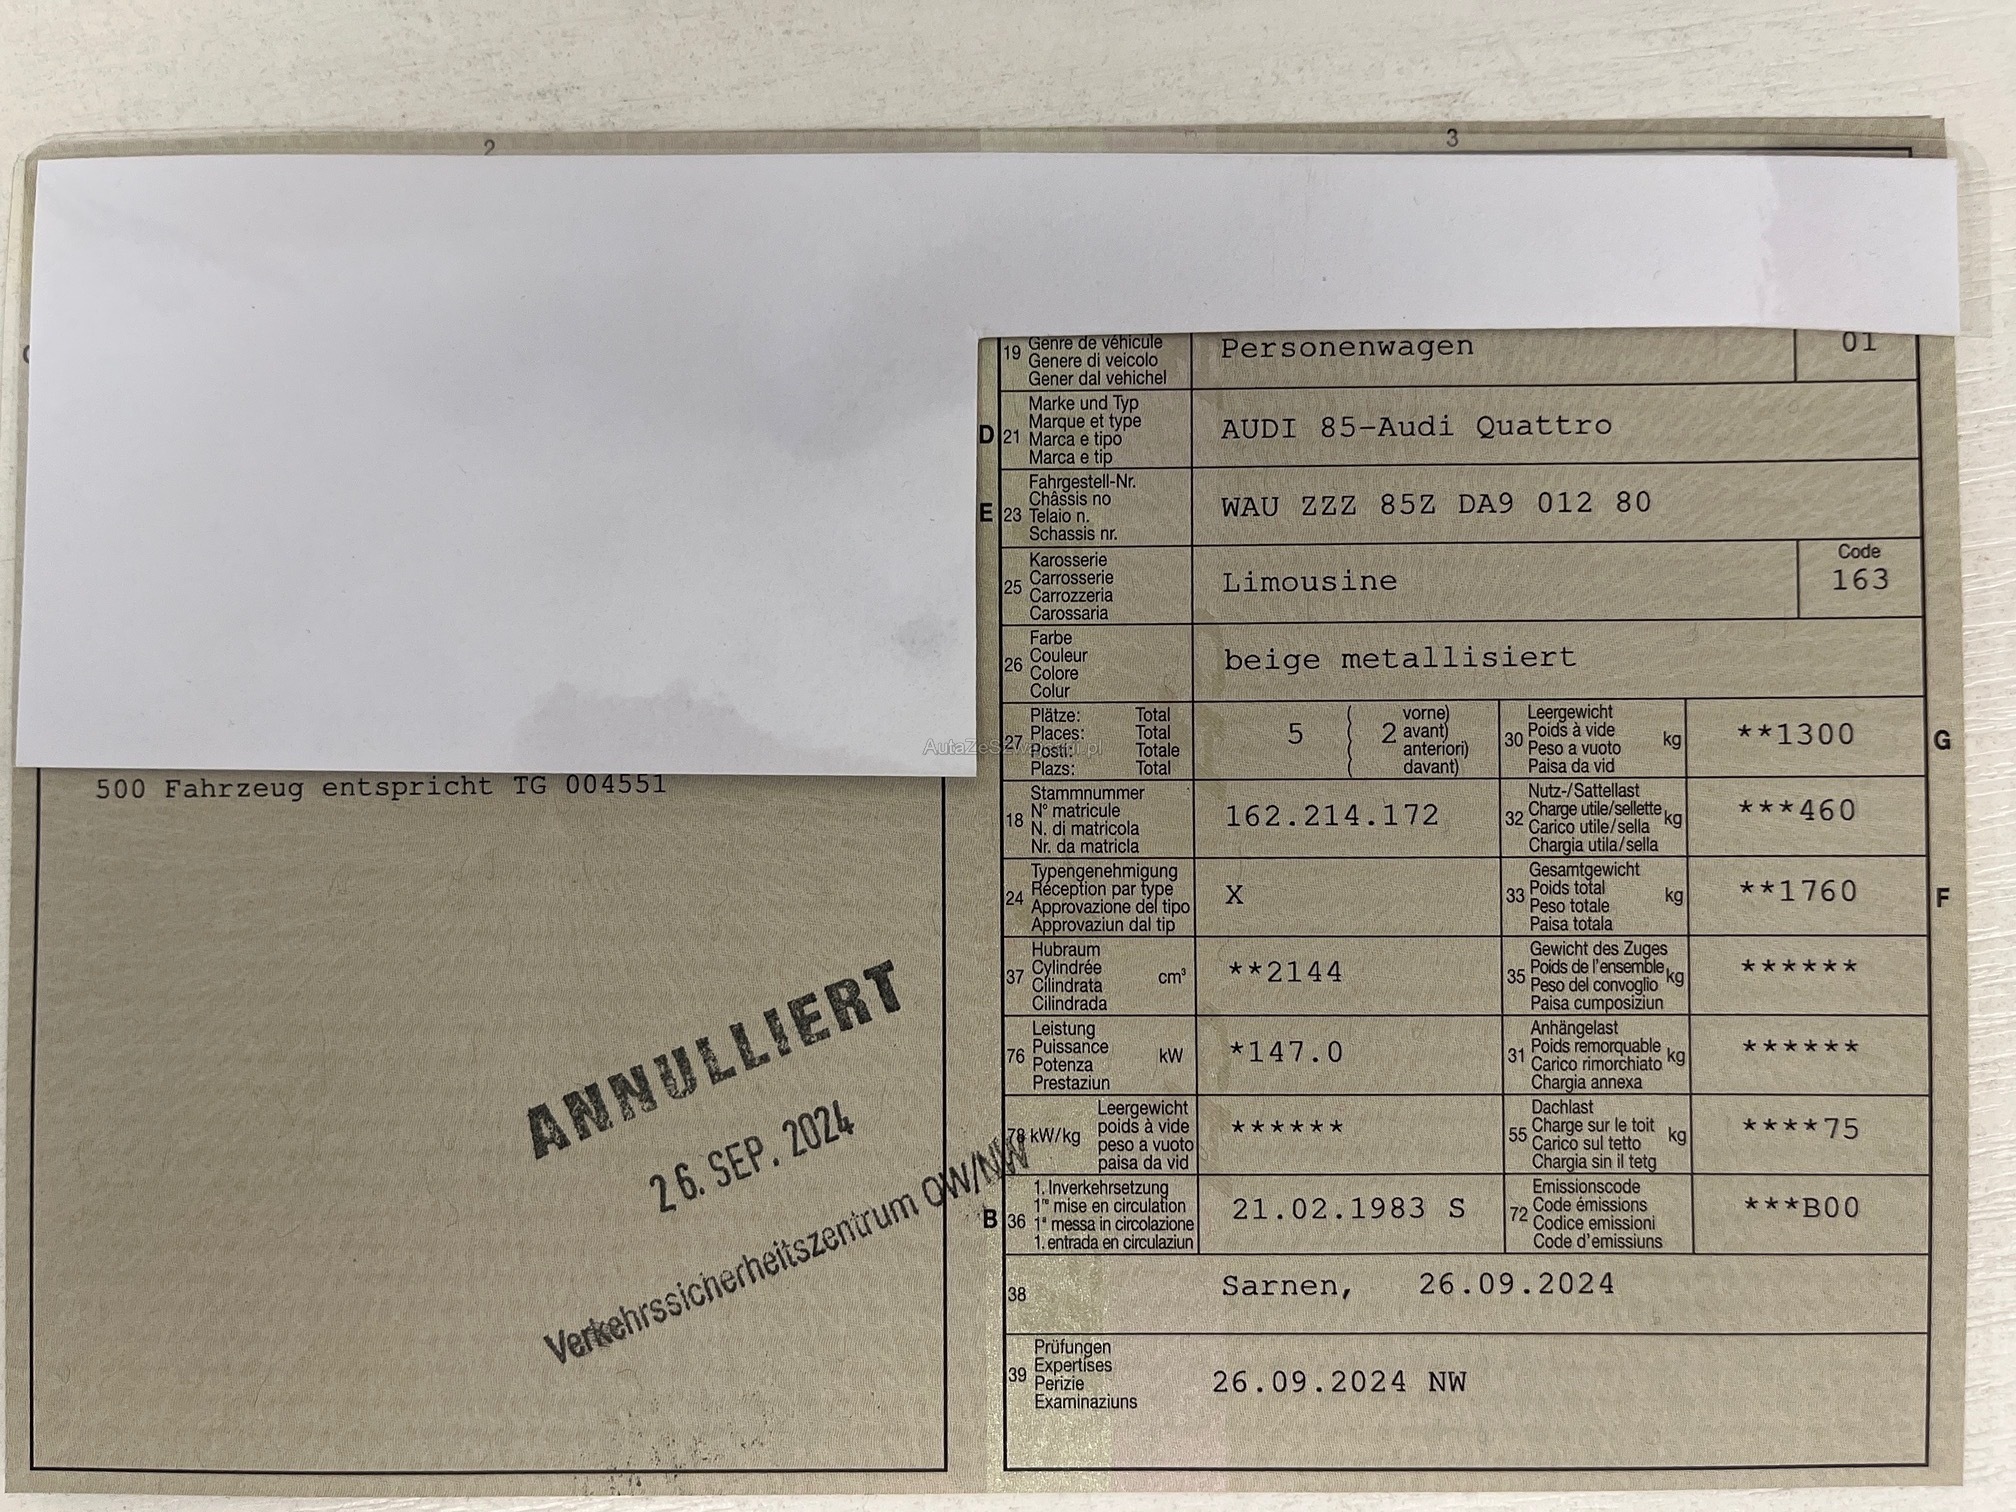 2
3
19 Genre de véhicule
Genere di veicolo
Gener dal vehichel
Personenwagen
01
D 21 Marke und Typ
Marque et type
Marca e tipo
Marca e tip
AUDI 85-Audi Quattro
E 23 Fahrgestell-Nr.
Châssis no
Telaio n.
Schassis nr.
WAU ZZZ 85Z DA9 012 80
25 Karosserie
Carrosserie
Carrozzeria
Carossaria
Limousine
Code
163
26 Farbe
Couleur
Colore
Colur
beige metallisiert
27 Plätze: Total
Places: Total
Posti: Totale
Plazs: Total
5 ( 2 vorne)
avant)
anteriori)
davant)
30 Leergewicht
Poids à vide
Peso a vuoto
Paisa da vid
kg
**1300
G
18 Stammnummer
N° matricule
N. di matricola
Nr. da matricla
162.214.172
32 Nutz-/Sattellast
Charge utile/sellette
Carico utile/sella
Chargia utila/sella
kg
***460
24 Typengenehmigung
Réception par type
Approvazione del tipo
Approvaziun dal tip
X
33 Gesamtgewicht
Poids total
Peso totale
Paisa totala
kg
**1760
F
37 Hubraum
Cylindrée
Cilindrata
Cilindrada
cm³
**2144
35 Gewicht des Zuges
Poids de l'ensemble
Peso del convoglio
Paisa cumposiziun
kg
******
76 Leistung
Puissance
Potenza
Prestaziun
kW
*147.0
31 Anhängelast
Poids remorquable
Carico rimorchiato
Chargia annexa
kg
******
78 kW/kg
Leergewicht
poids à vide
peso a vuoto
paisa da vid
******
55 Dachlast
Charge sur le toit
Carico sul tetto
Chargia sin il tetg
kg
****75
B 36 1. Inverkehrsetzung
1re mise en circulation
1a messa in circolazione
1. entrada en circulaziun
21.02.1983 S
72 Emissionscode
Code émissions
Codice emissioni
Code d'emissiuns
***B00
38
Sarnen, 26.09.2024
39 Prüfungen
Expertises
Perizie
Examinaziuns
26.09.2024 NW
500 Fahrzeug entspricht TG 004551
ANNULLIERT
26. SEP. 2024
Verkehrssicherheitszentrum OW/NW